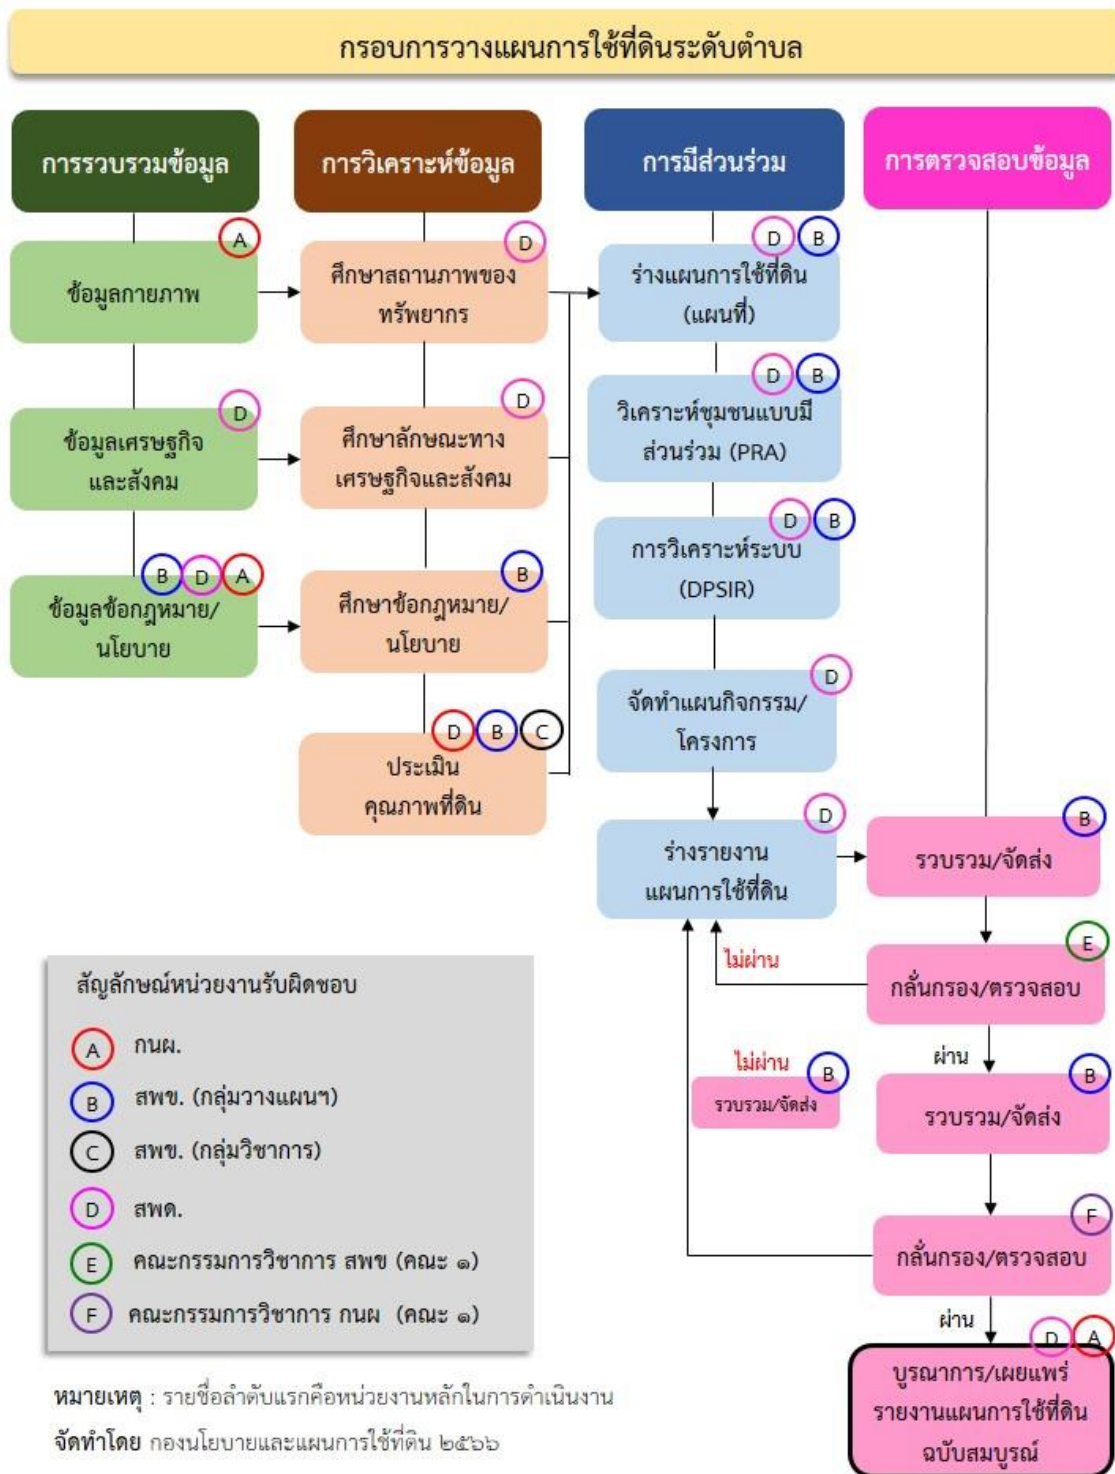 กรอบการวางแผนการใช้ที่ดินระดับตำบล
การรวบรวมข้อมูล
การวิเคราะห์ข้อมูล
การมีส่วนร่วม
การตรวจสอบข้อมูล
A
ข้อมูลกายภาพ
D
ศึกษาสถานภาพของ
ทรัพยากร
D B
ร่างแผนการใช้ที่ดิน
(แผนที่)
D
ข้อมูลเศรษฐกิจ
และสังคม
D
ศึกษาลักษณะทาง
เศรษฐกิจและสังคม
D B
วิเคราะห์ชุมชนแบบมี
ส่วนร่วม (PRA)
D B
การวิเคราะห์ระบบ
(DPSIR)
B D A
ข้อมูลข้อกฎหมาย/
นโยบาย
B
ศึกษาข้อกฎหมาย/
นโยบาย
D
จัดทำแผนกิจกรรม/
โครงการ
D B C
ประเมิน
คุณภาพที่ดิน
D
ร่างรายงาน
แผนการใช้ที่ดิน
B
รวบรวม/จัดส่ง
E
กลั่นกรอง/ตรวจสอบ
ไม่ผ่าน
ผ่าน
ไม่ผ่าน
B
รวบรวม/จัดส่ง
B
รวบรวม/จัดส่ง
F
กลั่นกรอง/ตรวจสอบ
ผ่าน
D A
บูรณาการ/เผยแพร่
รายงานแผนการใช้ที่ดิน
ฉบับสมบูรณ์
สัญลักษณ์หน่วยงานรับผิดชอบ
A กนผ.
B สพข. (กลุ่มวางแผนฯ)
C สพข. (กลุ่มวิชาการ)
D สพด.
E คณะกรรมการวิชาการ สพข (คณะ ๑)
F คณะกรรมการวิชาการ กนผ (คณะ ๑)
หมายเหตุ : รายชื่อลำดับแรกคือหน่วยงานหลักในการดำเนินงาน
จัดทำโดย กองนโยบายและแผนการใช้ที่ดิน ๒๕๖๖